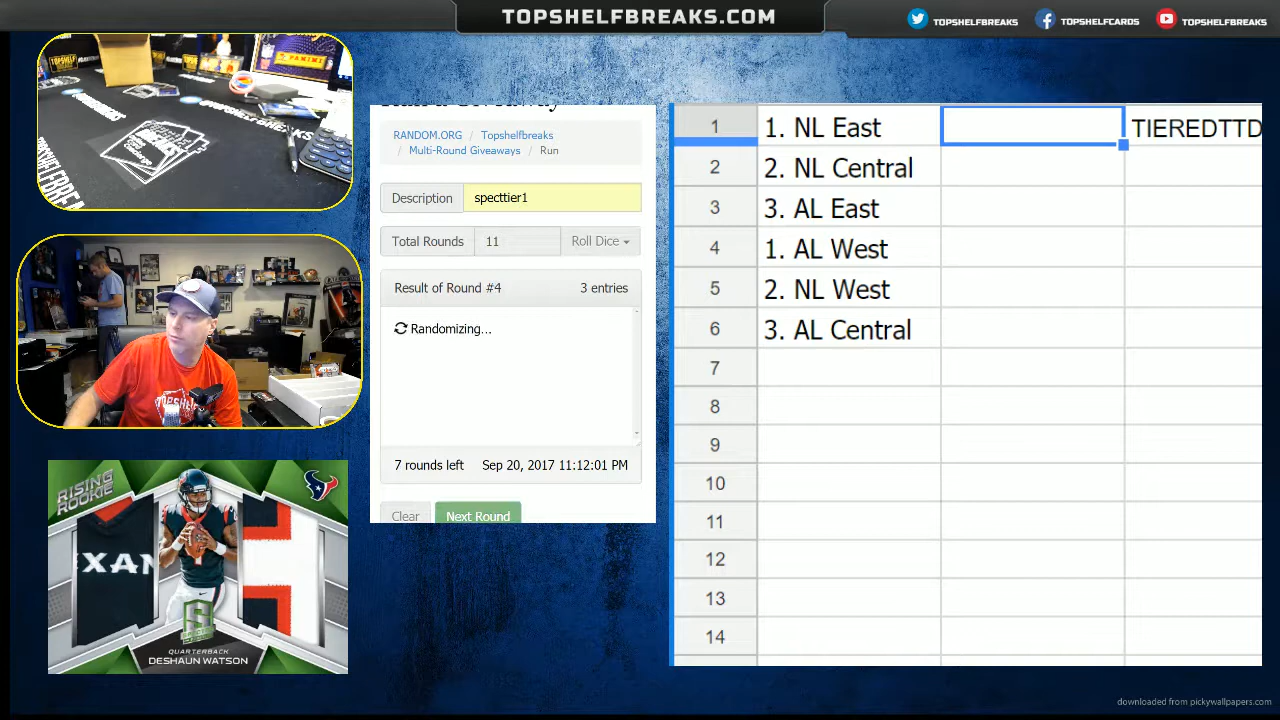 TOPSHELFBREAKS.COM
TOPSHELFBREAKS
TOPSHELFCARDS
TOPSHELFBREAKS
RANDOM.ORG / Topshelfbreaks
/ Multi-Round Giveaways / Run
Description specttier1
Total Rounds 11 Roll Dice
Result of Round #4 3 entries
Randomizing...
7 rounds left Sep 20, 2017 11:12:01 PM
Clear Next Round
1 1. NL East TIEREDTTD
2 2. NL Central
3 3. AL East
4 1. AL West
5 2. NL West
6 3. AL Central
7
8
9
10
11
12
13
14
PANINI
TOPSHELF
RISING
ROOKIE
XAN
QUARTERBACK
DESHAUN WATSON
downloaded from pickywallpapers.com